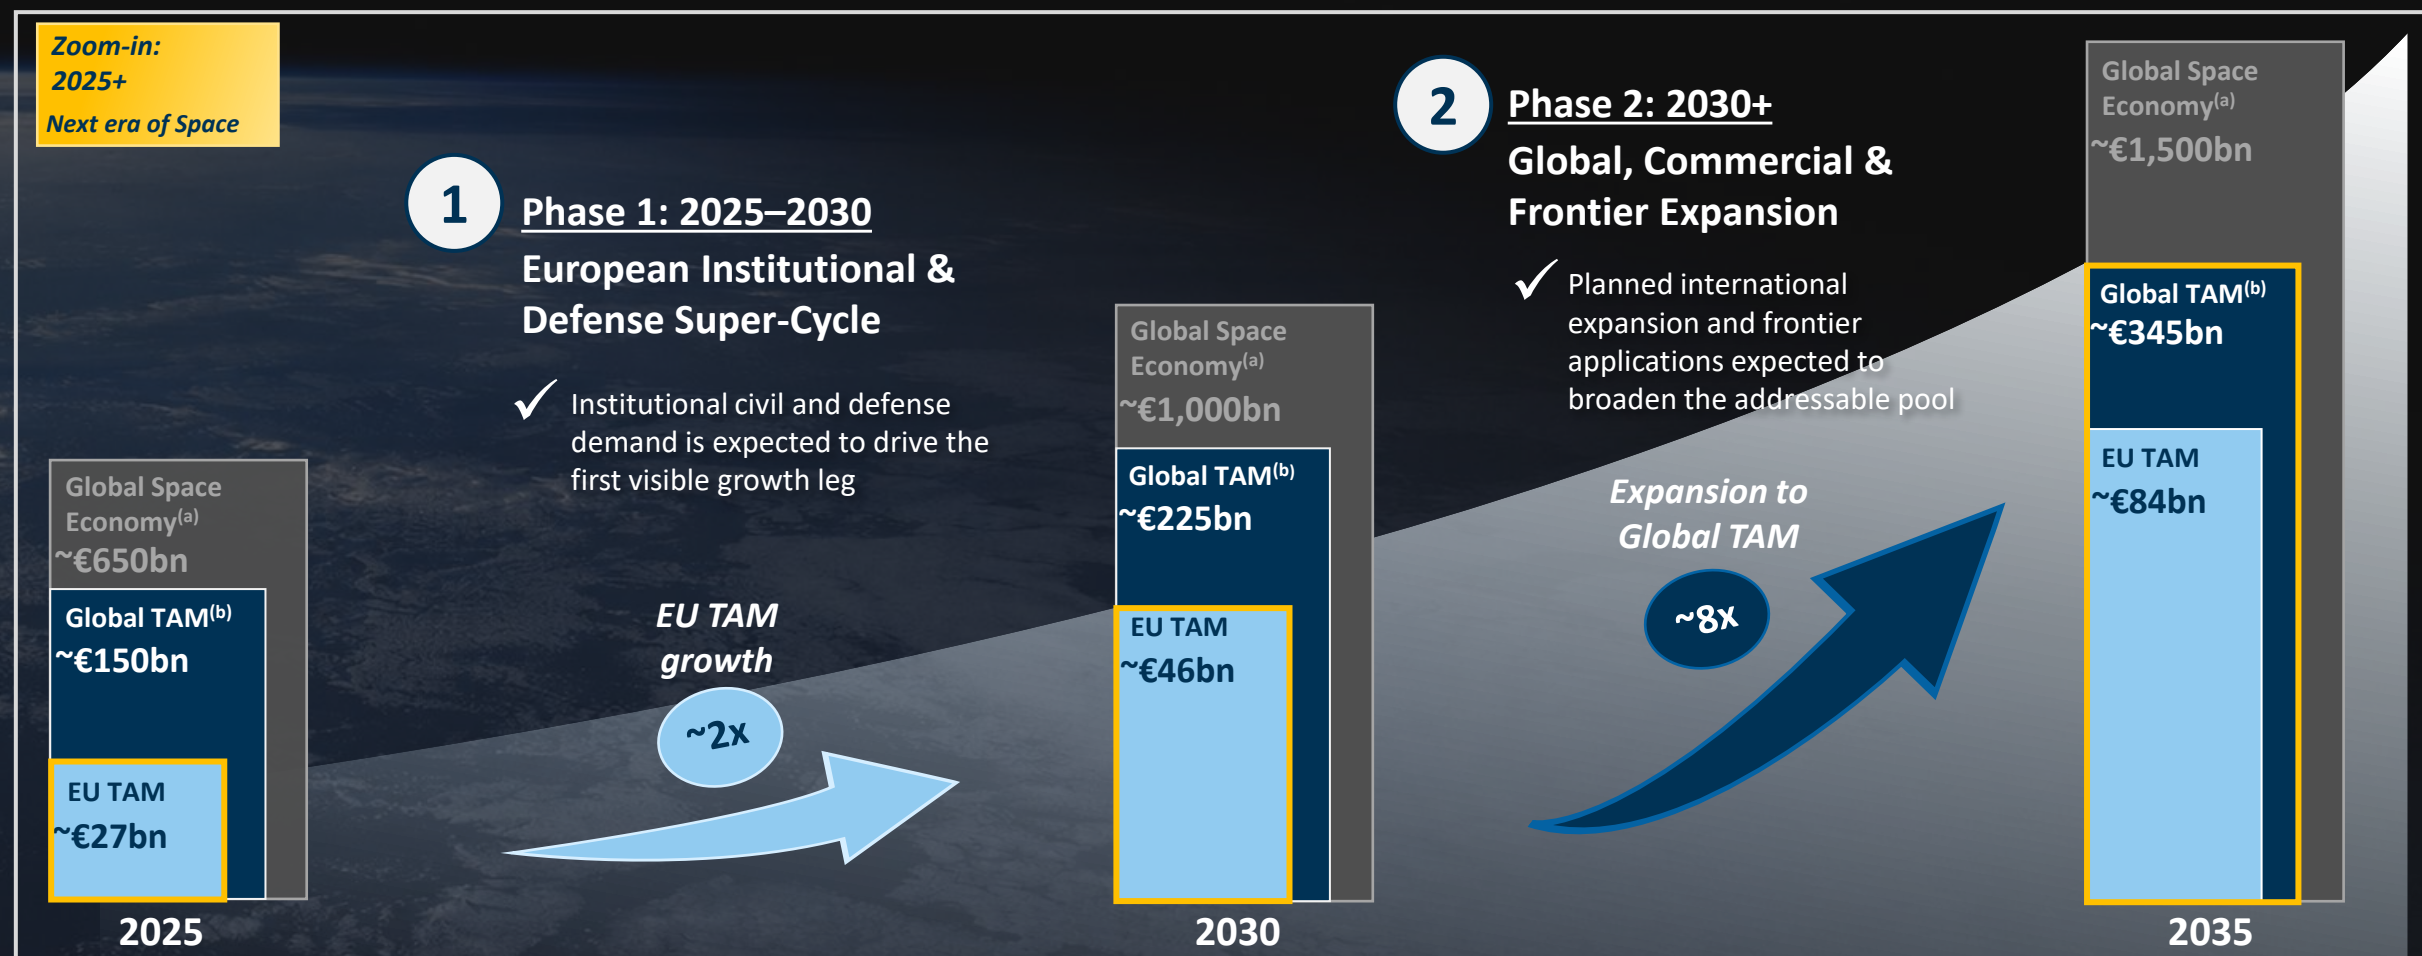 Zoom-in:
2025+
Next era of Space
1
Phase 1: 2025–2030
European Institutional &
Defense Super-Cycle
✓ Institutional civil and defense
demand is expected to drive the
first visible growth leg
2
Phase 2: 2030+
Global, Commercial &
Frontier Expansion
✓ Planned international
expansion and frontier
applications expected to
broaden the addressable pool
Global Space
Economy(a)
~€650bn
Global TAM(b)
~€150bn
EU TAM
~€27bn
2025
EU TAM
growth
~2x
Global Space
Economy(a)
~€1,000bn
Global TAM(b)
~€225bn
EU TAM
~€46bn
2030
Expansion to
Global TAM
~8x
Global Space
Economy(a)
~€1,500bn
Global TAM(b)
~€345bn
EU TAM
~€84bn
2035